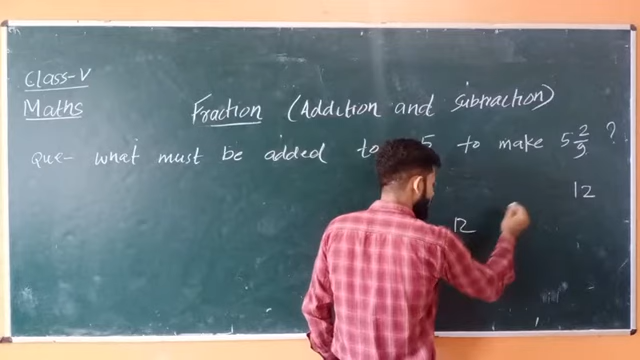 Class-V
Maths
Fraction (Addition and Subtraction)
Que- what must be added to 5 to make 5 2/9 ?
12
12